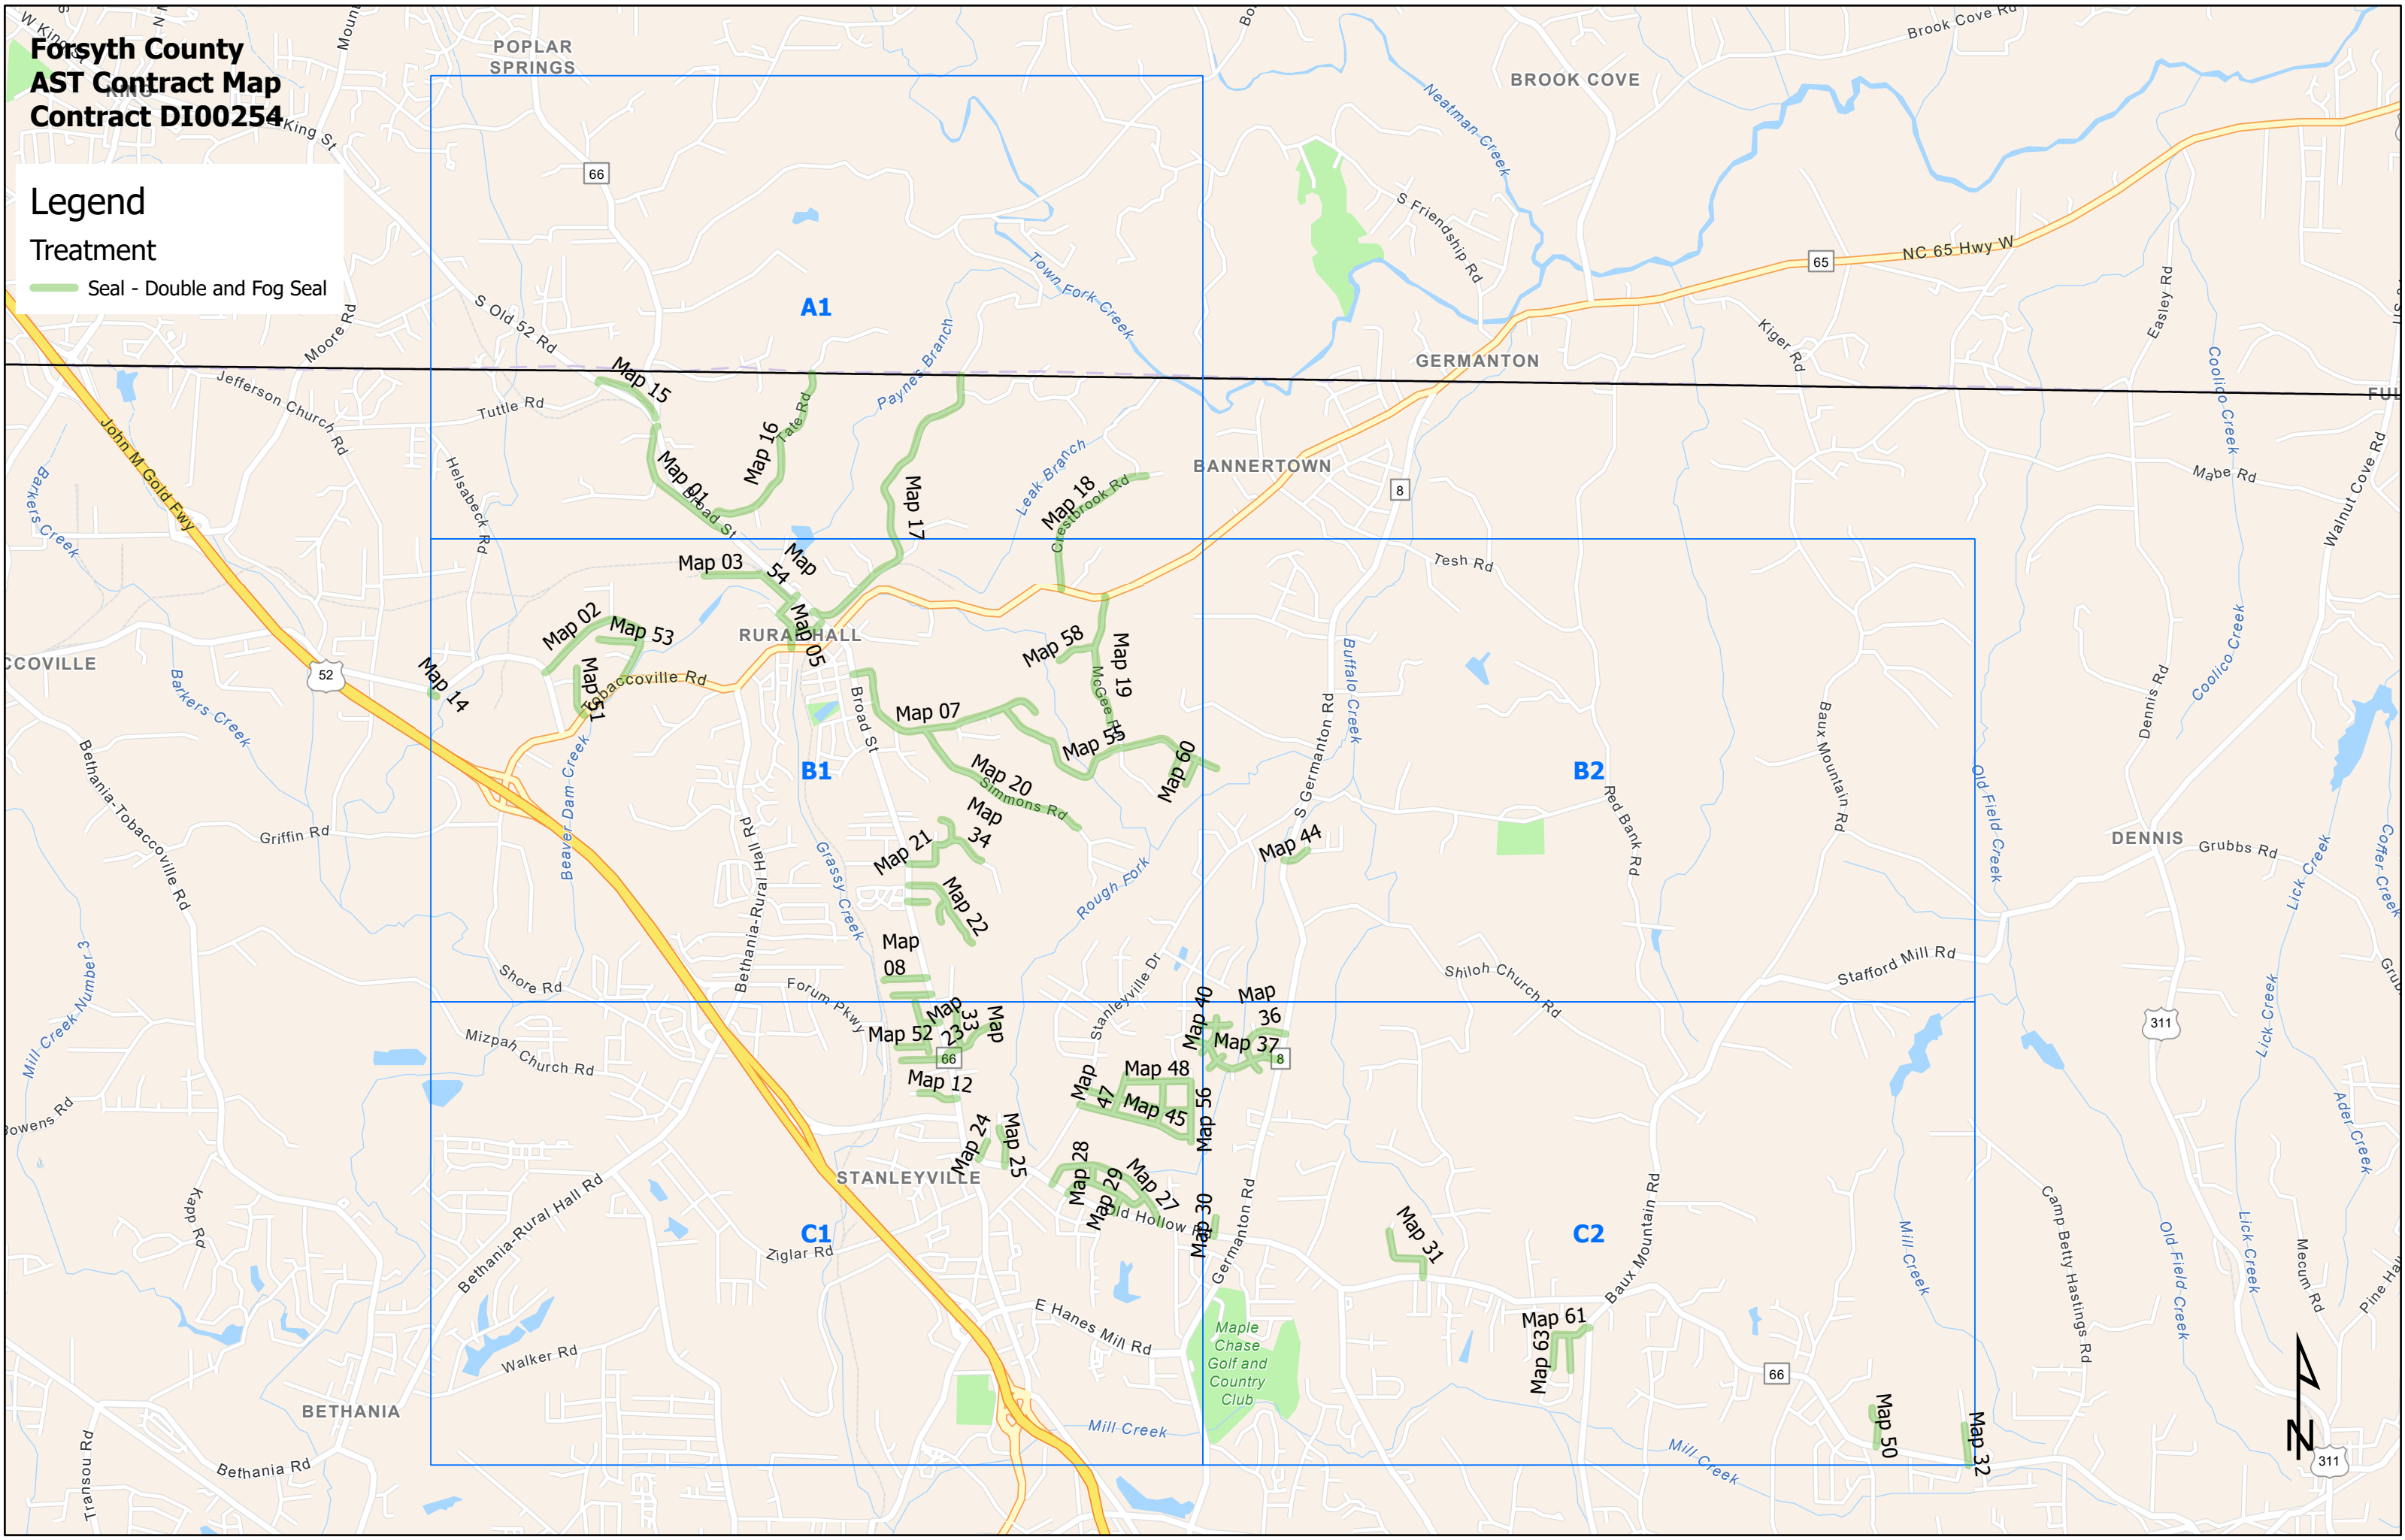 Forsyth County
AST Contract Map
Contract DI00254
Legend
Treatment
Seal - Double and Fog Seal
KING
POPLAR
SPRINGS
BROOK COVE
Brook Cove Rd
Neatman Creek
S Friendship Rd
66
65
NC 65 Hwy W
Easley Rd
Kiger Rd
Coolico Creek
S Old 52 Rd
Moore Rd
A1
Town Fork Creek
Paynes Branch
GERMANTON
Jefferson Church Rd
Tuttle Rd
Map 15
Map 16
Tate Rd
John M Gold Fwy
Barkers Creek
Helsabeck Rd
Map 01
Broad St
Map 17
Leak Branch
Map 18
Crestbrook Rd
BANNERTOWN
8
Mabe Rd
Walnut Cove Rd
Tesh Rd
Map 03
Map
54
Map 02
Map 53
RURAL HALL
Map 05
Map 58
Map 19
McGee Rd
Buffalo Creek
52
Map 14
Map 51
Tobaccoville Rd
Barkers Creek
Broad St
Map 07
Map 55
Map 60
S Germanton Rd
Baux Mountain Rd
Dennis Rd
Coolico Creek
Bethania-Tobaccoville Rd
Beaver Dam Creek
B1
B2
Map 20
Simmons Rd
Map
34
Griffin Rd
Bethania-Rural Hall Rd
Grassy Creek
Map 21
Map 44
Red Bank Rd
Old Field Creek
DENNIS
Grubbs Rd
Lick Creek
Coffer Creek
Map 22
Rough Fork
Mill Creek Number 3
Map
08
Shore Rd
Forum Pkwy
Stanleyville Dr
Shiloh Church Rd
Stafford Mill Rd
Lick Creek
Mizpah Church Rd
Map 52
Map
23
33
Map
66
Map 40
Map
36
Map 37
8
311
Map 12
Map
47
Map 48
Map 45
Map 56
Map 24
Map 25
Ader Creek
STANLEYVILLE
Map 28
Map 29
Map 27
Map 30
Germanton Rd
Kapp Rd
Bethania-Rural Hall Rd
Ziglar Rd
C1
C2
Map 31
Baux Mountain Rd
Mill Creek
Camp Betty Hastings Rd
Old Field Creek
Lick Creek
Mecum Rd
E Hanes Mill Rd
Maple
Chase
Golf and
Country
Club
Map 61
Map 39
Walker Rd
66
BETHANIA
Mill Creek
Map 50
Map 32
Mill Creek
Transou Rd
Bethania Rd
N
311